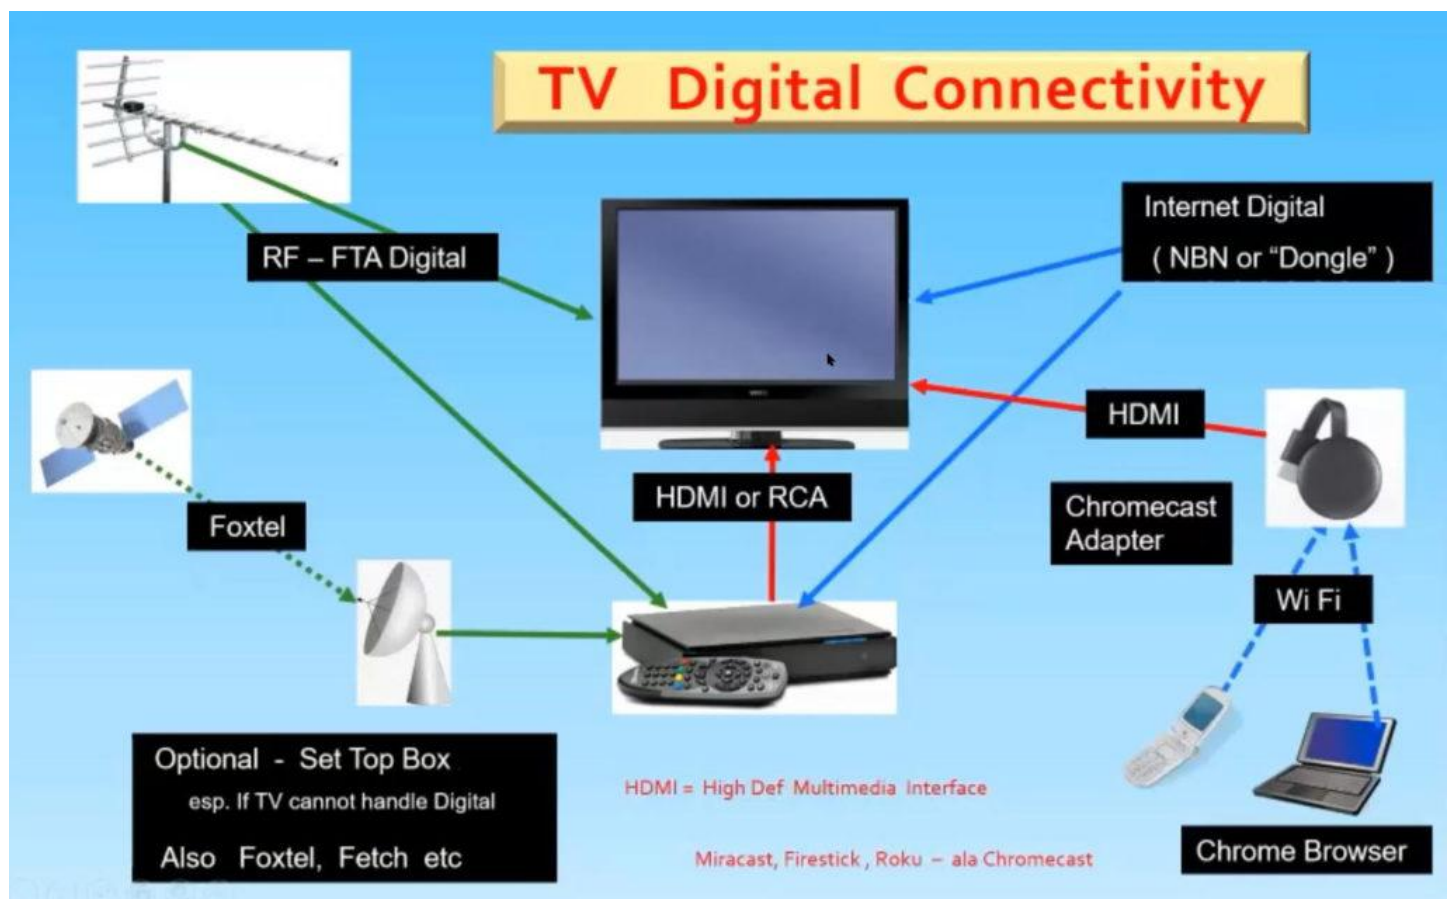 TV Digital Connectivity
Internet Digital
( NBN or “Dongle” )
RF – FTA Digital
HDMI
HDMI or RCA
Chromecast
Adapter
Foxtel
Wi Fi
Optional - Set Top Box
esp. If TV cannot handle Digital
Also Foxtel, Fetch etc
HDMI = High Def Multimedia Interface
Miracast, Firestick , Roku – ala Chromecast
Chrome Browser